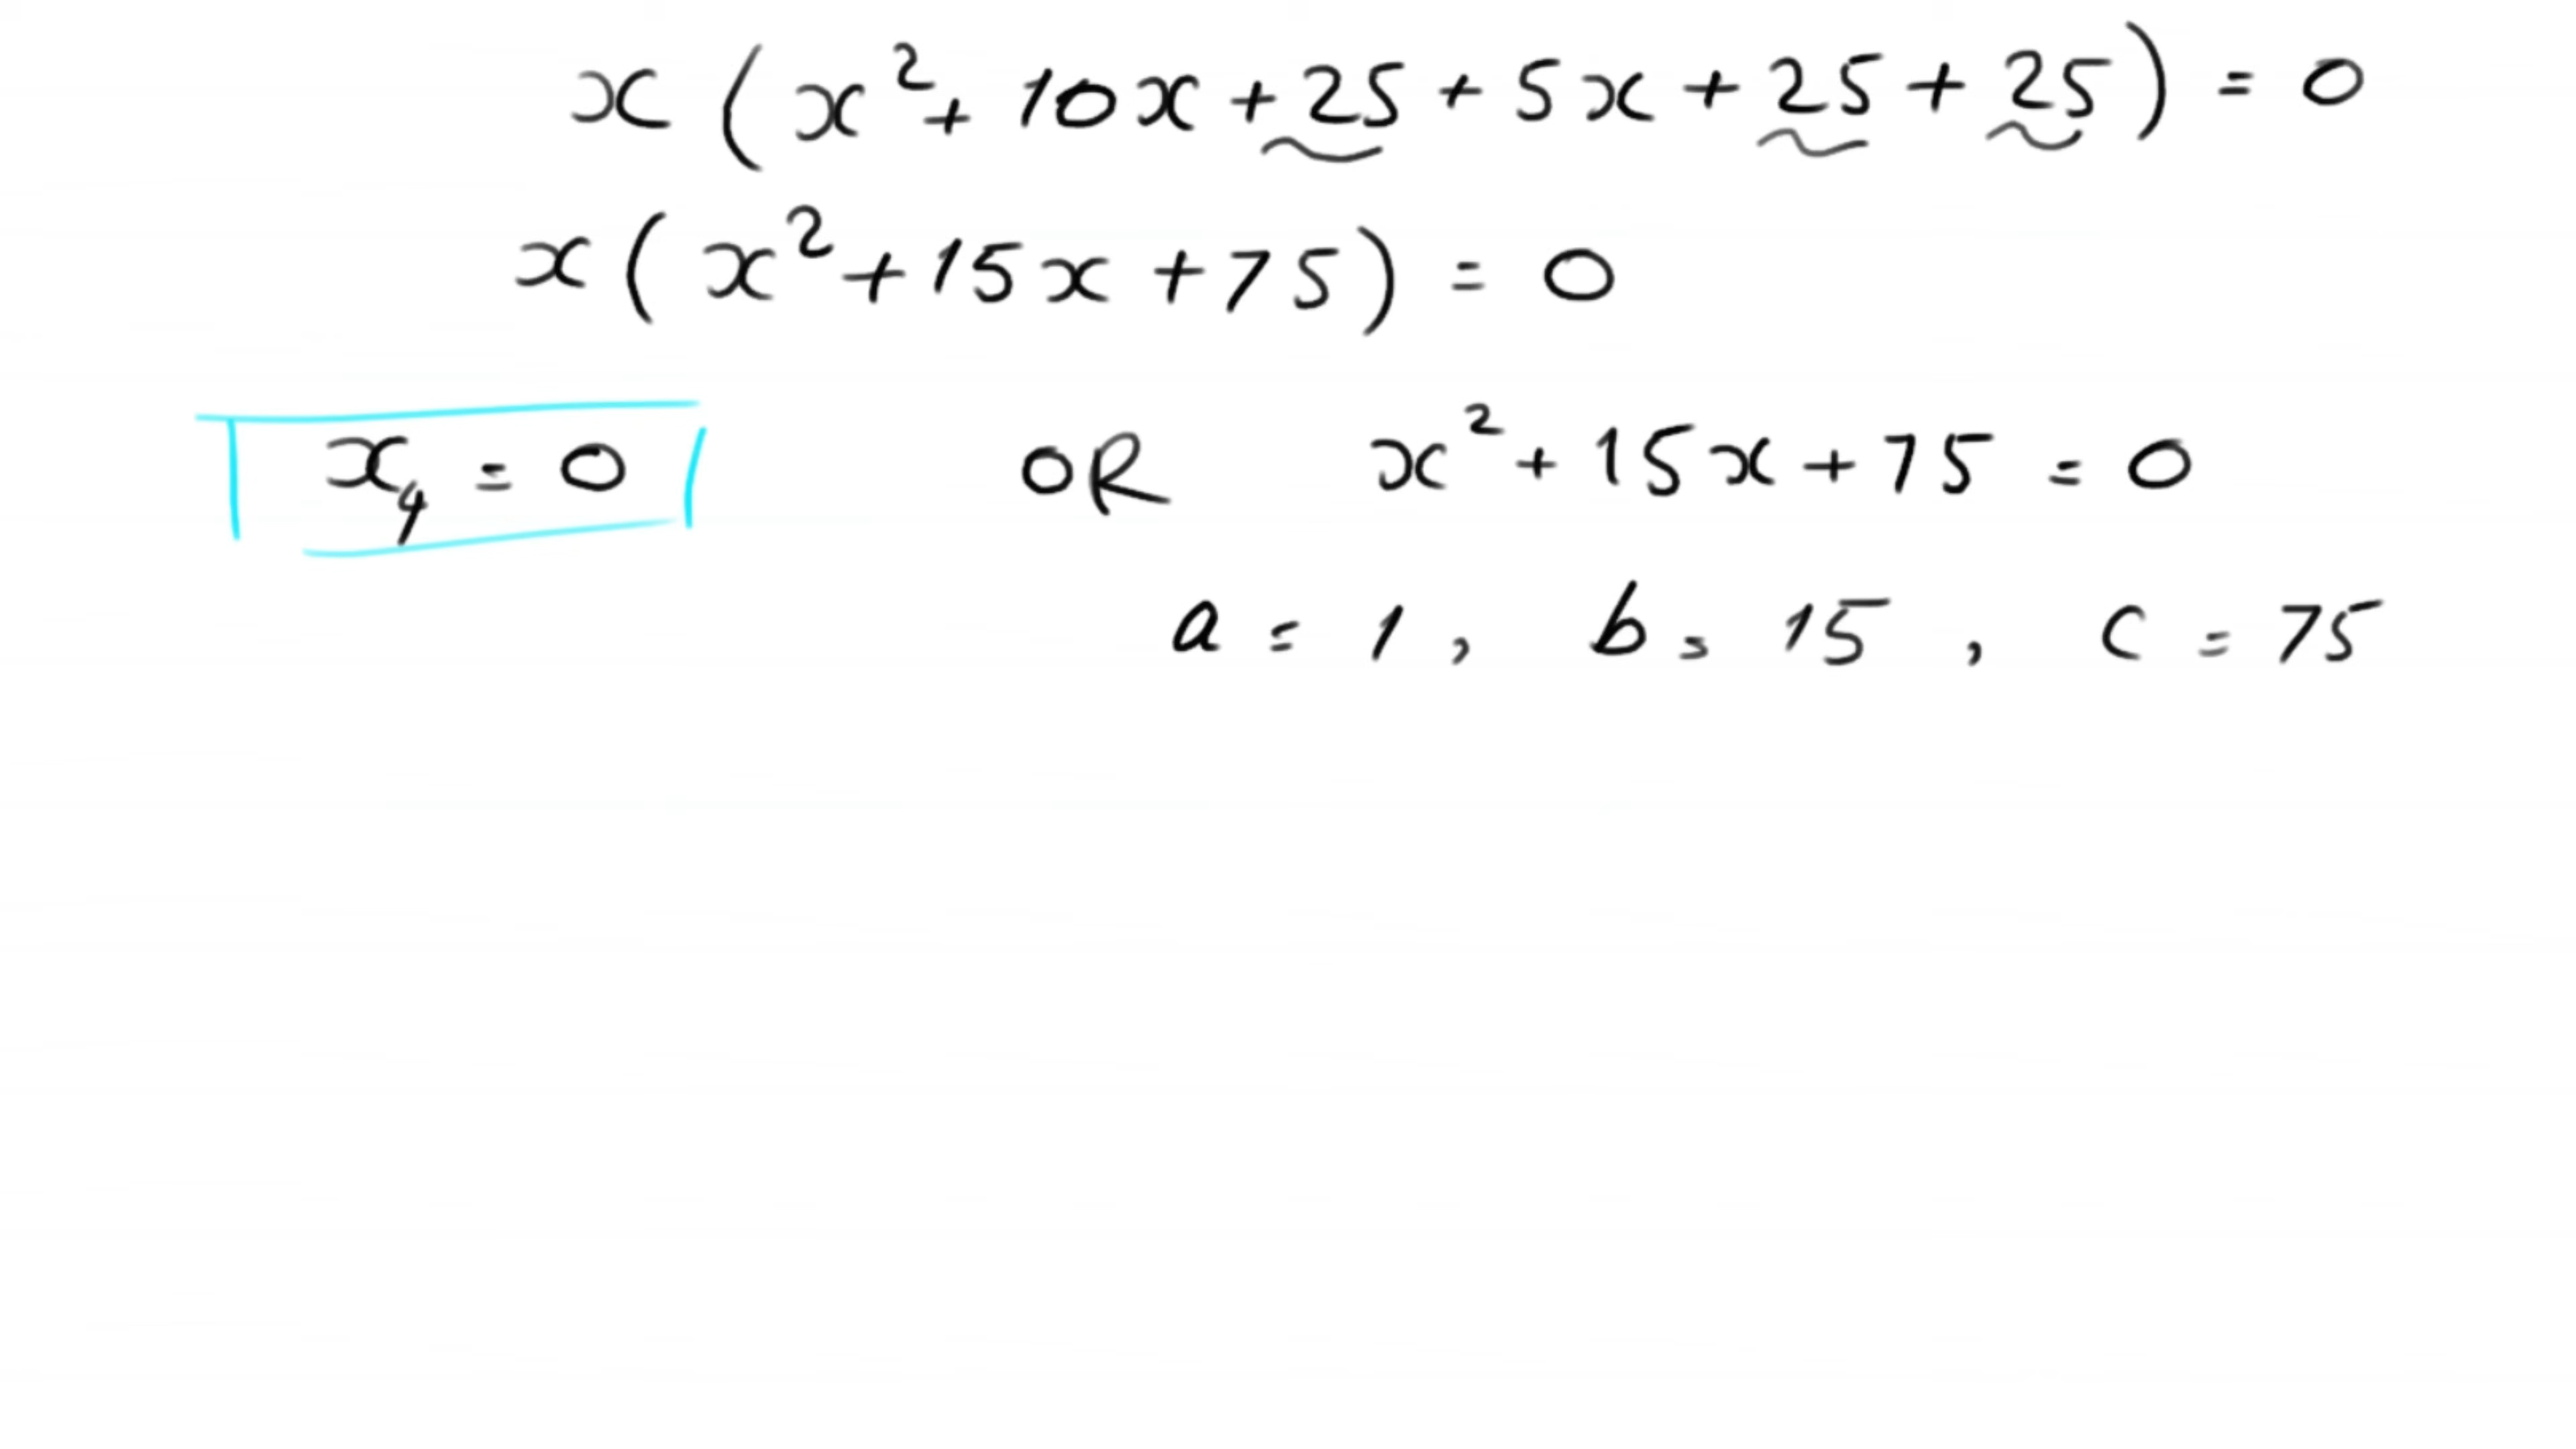 x(x²+10x+25+5x+25+25)=0
x(x²+15x+75)=0
x₄=0 OR x²+15x+75=0
a=1, b=15, c=75